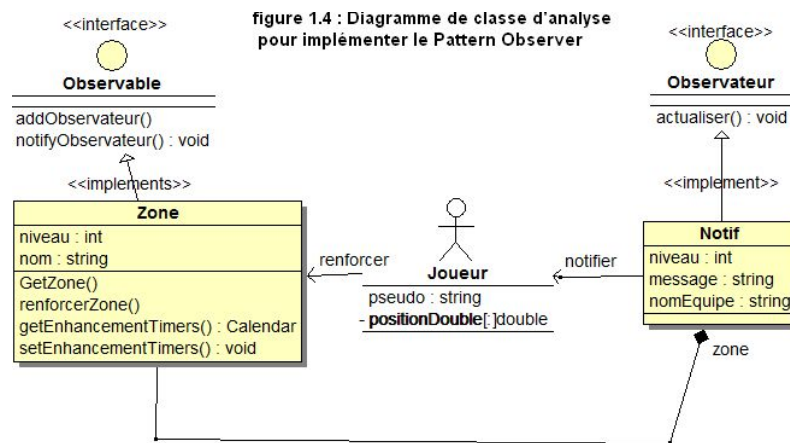 figure 1.4 : Diagramme de classe d'analyse
pour implémenter le Pattern Observer
<<interface>>
Observable
addObservateur()
notifyObservateur() : void
<<implements>>
Zone
niveau : int
nom : string
GetZone()
renforcerZone()
getEnhancementTimers() : Calendar
setEnhancementTimers() : void
renforcer
Joueur
pseudo : string
- positionDouble[:]double
notifier
<<interface>>
Observateur
actualiser() : void
<<implement>>
Notif
niveau : int
message : string
nomEquipe : string
zone